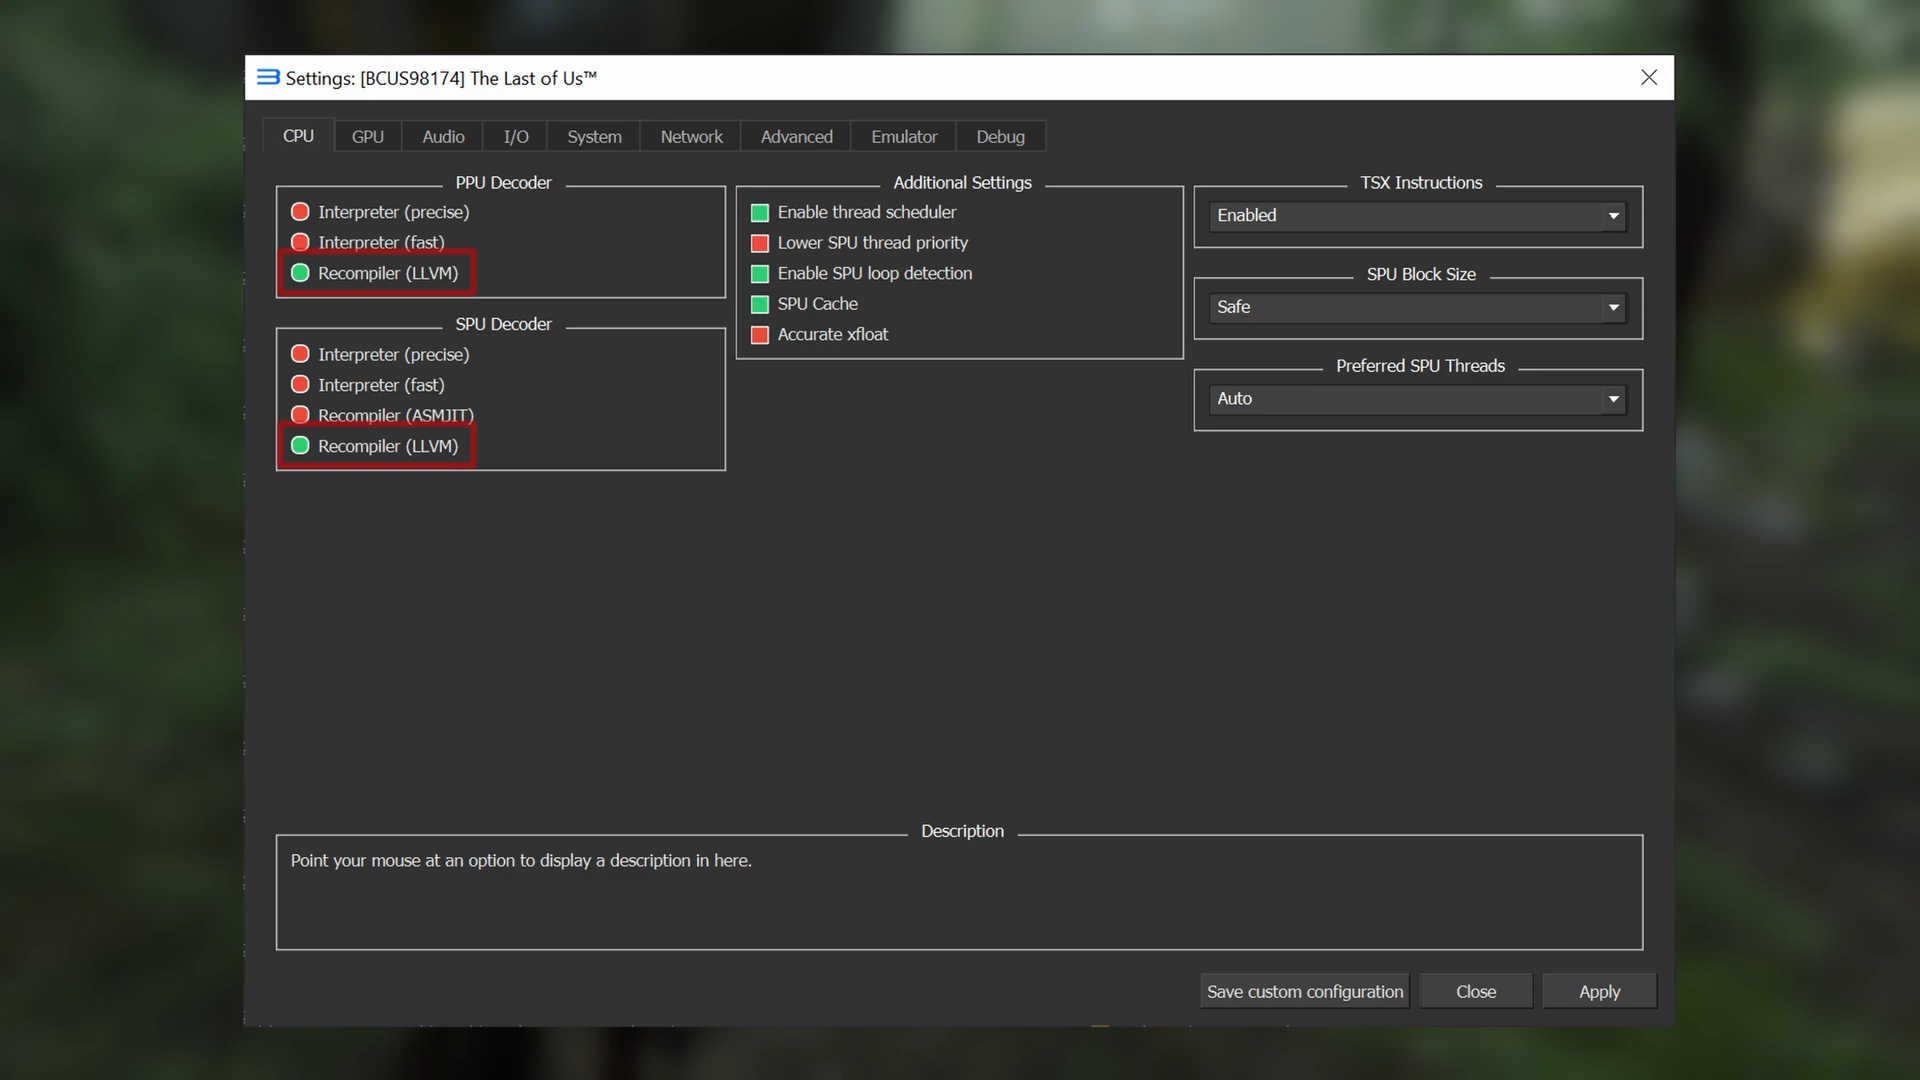 Settings: [BCUS98174] The Last of Us™
CPU GPU Audio I/O System Network Advanced Emulator Debug
PPU Decoder
Interpreter (precise)
Interpreter (fast)
Recompiler (LLVM)
SPU Decoder
Interpreter (precise)
Interpreter (fast)
Recompiler (ASMJIT)
Recompiler (LLVM)
Additional Settings
Enable thread scheduler
Lower SPU thread priority
Enable SPU loop detection
SPU Cache
Accurate xfloat
TSX Instructions
Enabled
SPU Block Size
Safe
Preferred SPU Threads
Auto
Description
Point your mouse at an option to display a description in here.
Save custom configuration Close Apply